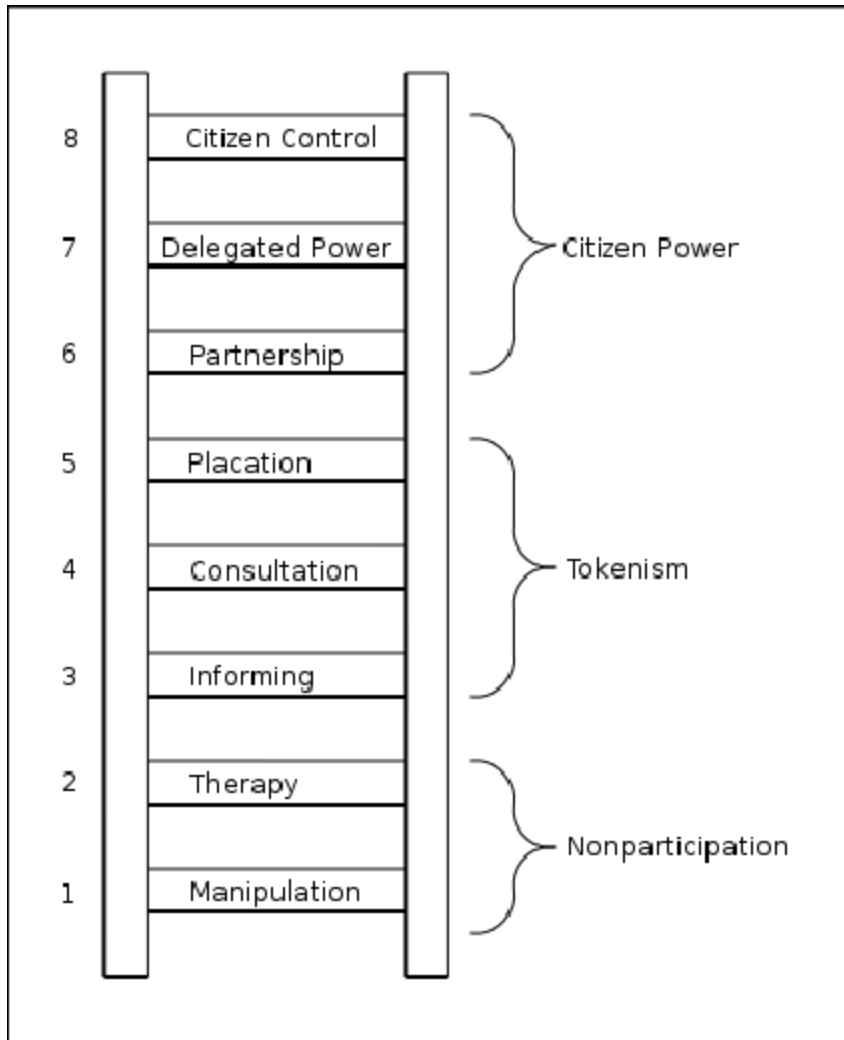 8 Citizen Control
7 Delegated Power
Citizen Power
6 Partnership
5 Placation
4 Consultation
Tokenism
3 Informing
2 Therapy
Nonparticipation
1 Manipulation